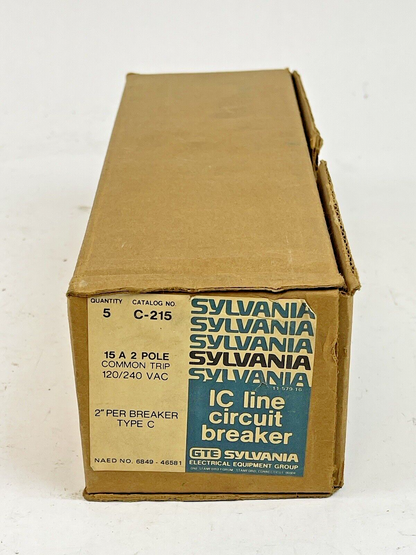 QUANTITY CATALOG NO.
5 C-215
15 A 2 POLE
COMMON TRIP
120/240 VAC
2" PER BREAKER
TYPE C
NAED NO. 6849 - 46581
SYLVANIA
SYLVANIA
SYLVANIA
SYLVANIA
SYLVANIA
IC line
circuit
breaker
GTE SYLVANIA
ELECTRICAL EQUIPMENT GROUP